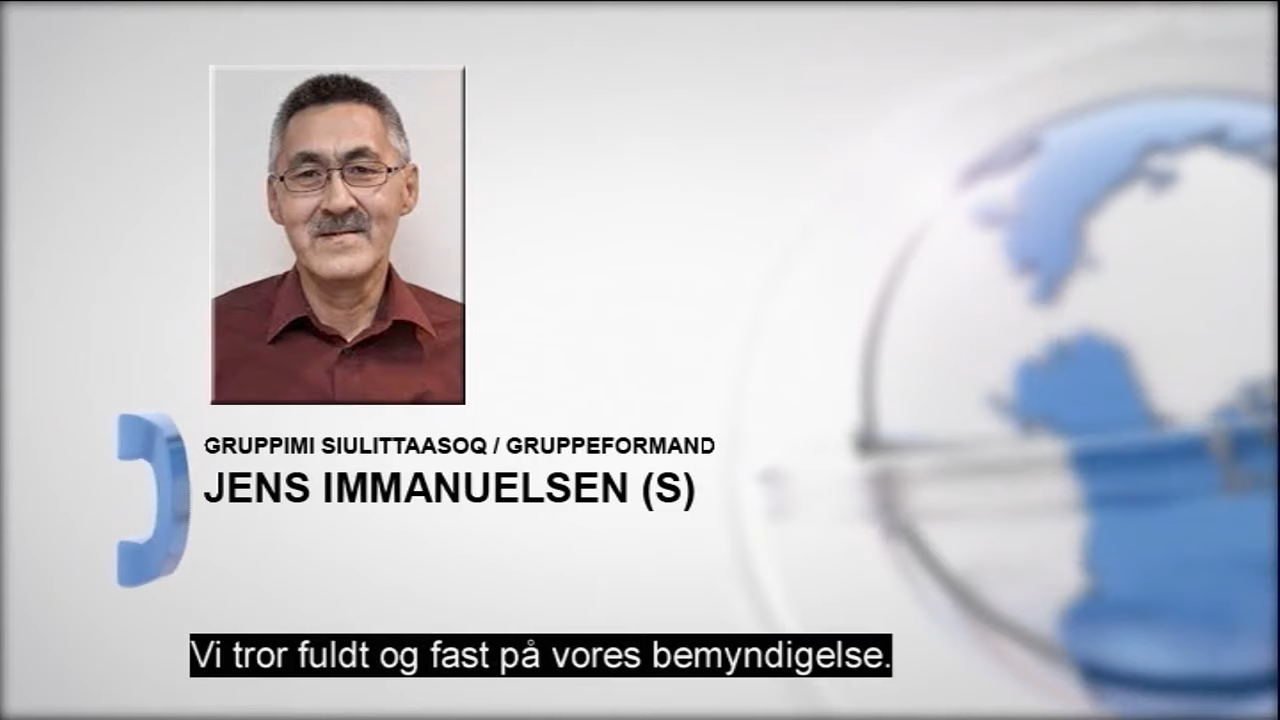 GRUPPIMI SIULITTAASOQ / GRUPPEFORMAND
JENS IMMANUELSEN (S)
Vi tror fuldt og fast på vores bemyndigelse.